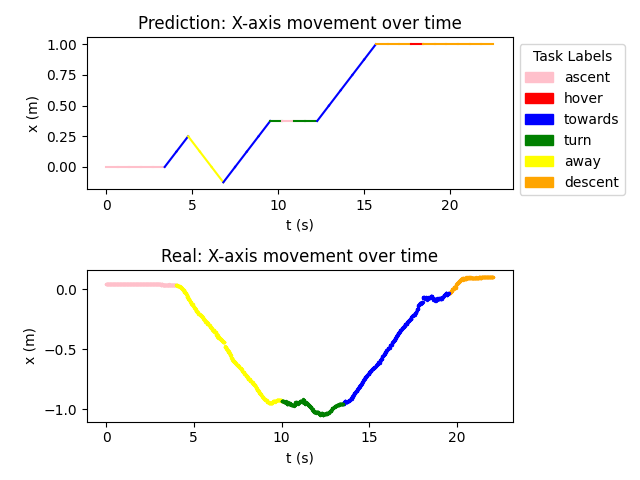 Prediction: X-axis movement over time
1.00
0.75
0.50
0.25
0.00
x (m)
0 5 10 15 20
t (s)
Task Labels
ascent
hover
towards
turn
away
descent
Real: X-axis movement over time
0.0
−0.5
−1.0
x (m)
0 5 10 15 20
t (s)